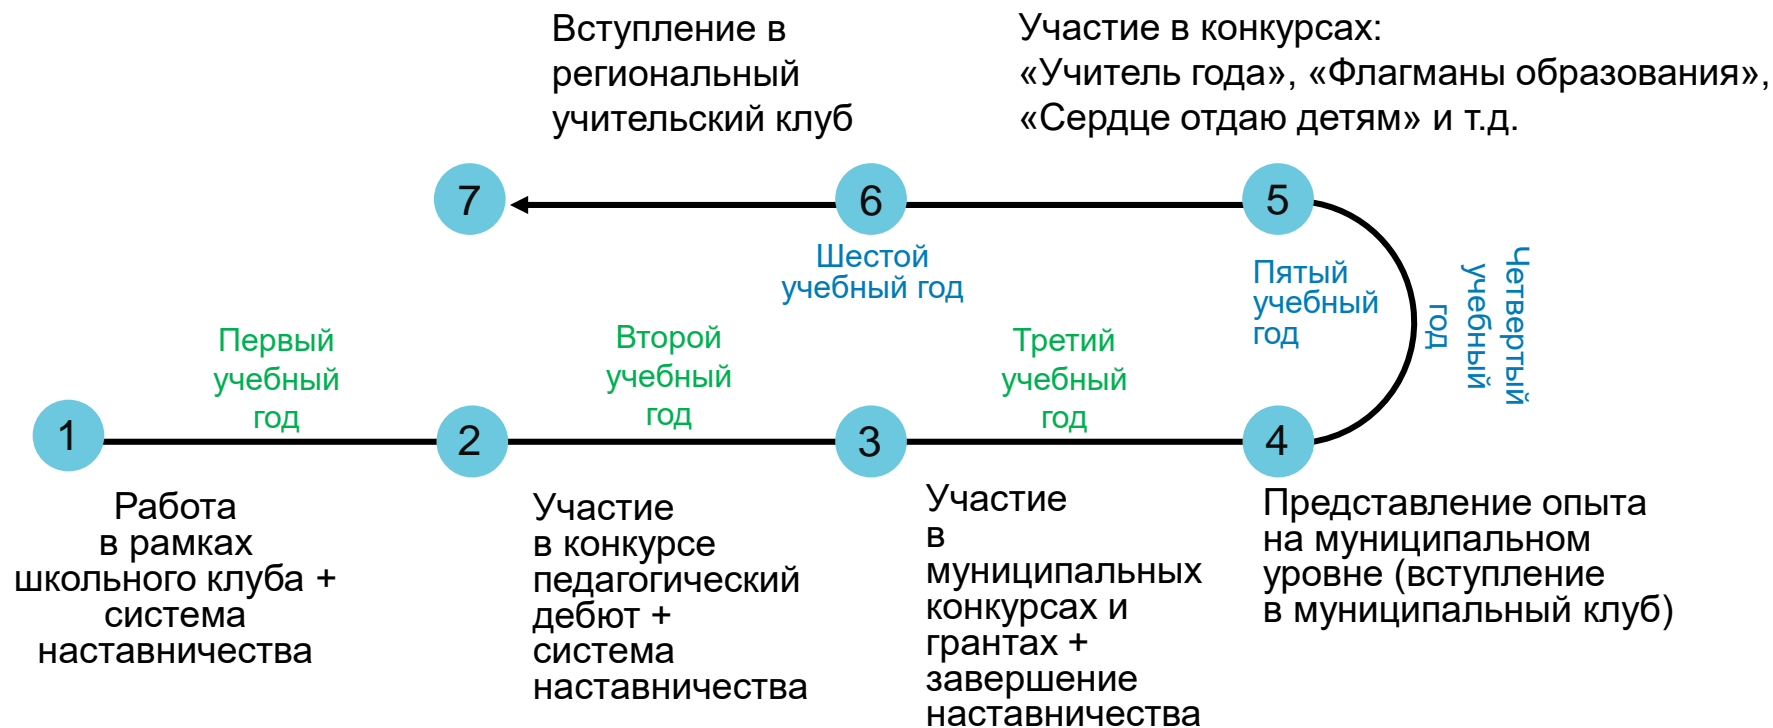 Вступление в
региональный
учительский клуб
Участие в конкурсах:
«Учитель года», «Флагманы образования»,
«Сердце отдаю детям» и т.д.
7
6
5
Шестой
учебный год
Пятый
учебный
год
Четвертый
учебный
год
Первый
учебный
год
Второй
учебный
год
Третий
учебный
год
1
2
3
4
Работа
в рамках
школьного клуба +
система
наставничества
Участие
в конкурсе
педагогический
дебют +
система
наставничества
Участие
в
муниципальных
конкурсах и
грантах +
завершение
наставничества
Представление опыта
на муниципальном
уровне (вступление
в муниципальный клуб)